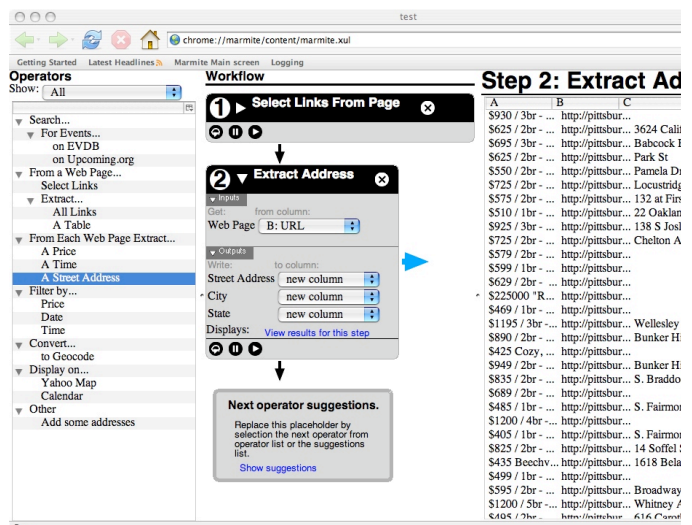 test
chrome://marmite/content/marmite.xul
Getting Started Latest Headlines Marmite Main screen Logging
Operators
Show: All
Search...
For Events...
on EVDB
on Upcoming.org
From a Web Page...
Select Links
Extract...
All Links
A Table
From Each Web Page Extract...
A Price
A Time
A Street Address
Filter by...
Price
Date
Time
Convert...
to Geocode
Display on...
Yahoo Map
Calendar
Other
Add some addresses
Workflow
1 Select Links From Page
2 Extract Address
Inputs
Get: from column:
Web Page B: URL
Outputs
Write: to column:
Street Address new column
City new column
State new column
Displays: View results for this step
Next operator suggestions.
Replace this placeholder by
selection the next operator from
operator list or the suggestions
list.
Show suggestions
Step 2: Extract Ad
A B C
$930 / 3br - ... http://pittsbur...
$625 / 2br - ... http://pittsbur... 3624 Calif
$695 / 3br - ... http://pittsbur... Babcock
$625 / 2br - ... http://pittsbur... Park St
$550 / 2br - ... http://pittsbur... Pamela Dr
$725 / 2br - ... http://pittsbur... Locustridg
$575 / 2br - ... http://pittsbur... 132 at Firs
$510 / 1br - ... http://pittsbur... 22 Oaklan
$925 / 3br - ... http://pittsbur... 138 S Josl
$725 / 2br - ... http://pittsbur... Chelton A
$579 / 2br - ... http://pittsbur...
$599 / 1br - ... http://pittsbur...
$629 / 2br - ... http://pittsbur...
$225000 "R... http://pittsbur...
$469 / 1br - ... http://pittsbur...
$1195 / 3br -... http://pittsbur... Wellesley
$890 / 2br - ... http://pittsbur... Bunker Hi
$425 Cozy, ... http://pittsbur...
$949 / 2br - ... http://pittsbur... Bunker Hi
$835 / 2br - ... http://pittsbur... S. Braddo
$689 / 2br - ... http://pittsbur...
$485 / 1br - ... http://pittsbur... S. Fairmor
$1200 / 4br -... http://pittsbur...
$405 / 1br - ... http://pittsbur... S. Fairmor
$825 / 2br - ... http://pittsbur... 14 Soffel S
$435 Beechv... http://pittsbur... 1618 Bela
$499 / 1br - ... http://pittsbur...
$595 / 2br - ... http://pittsbur... Broadway
$1200 / 5br -... http://pittsbur... Whitney A
$495 / 2br - ... http://pittsbur... 616 Carot